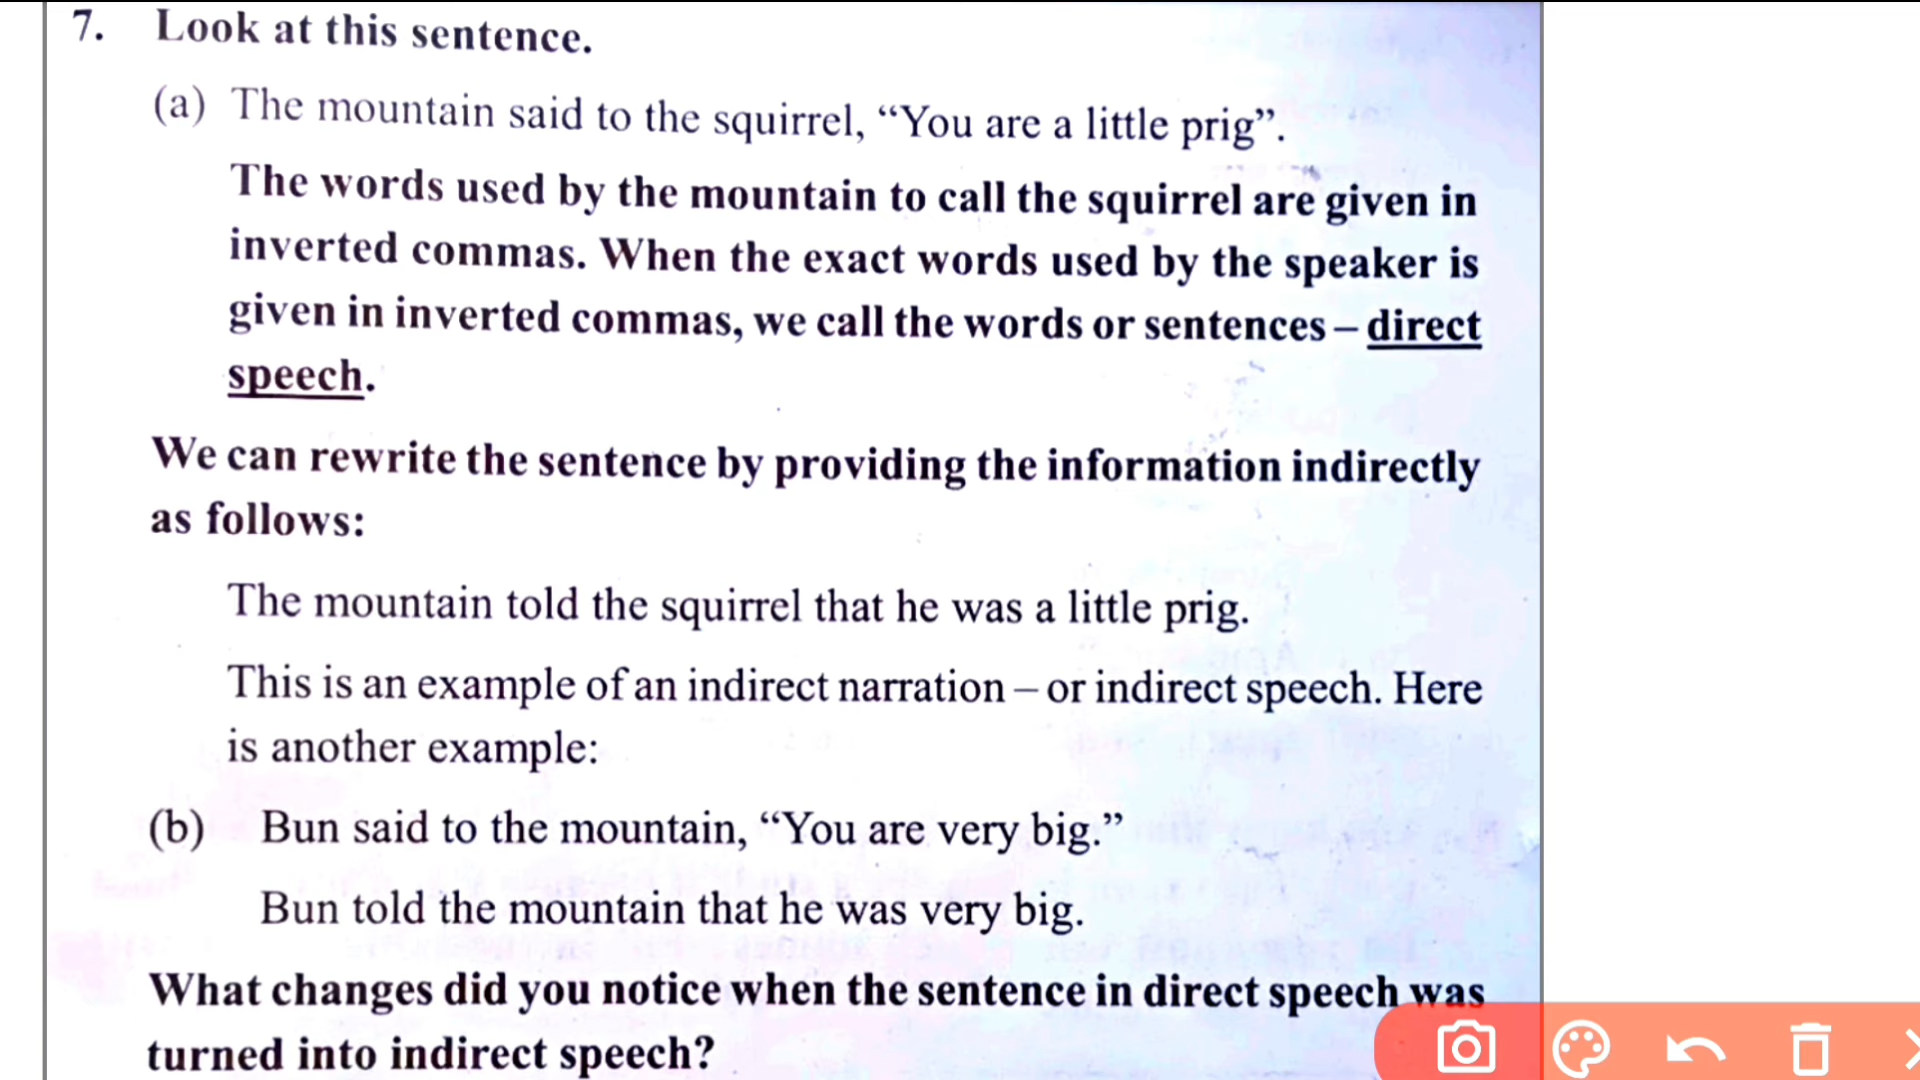 7. Look at this sentence.
(a) The mountain said to the squirrel, “You are a little prig”.
The words used by the mountain to call the squirrel are given in
inverted commas. When the exact words used by the speaker is
given in inverted commas, we call the words or sentences – direct
speech.
We can rewrite the sentence by providing the information indirectly
as follows:
The mountain told the squirrel that he was a little prig.
This is an example of an indirect narration – or indirect speech. Here
is another example:
(b) Bun said to the mountain, “You are very big.”
Bun told the mountain that he was very big.
What changes did you notice when the sentence in direct speech was
turned into indirect speech?